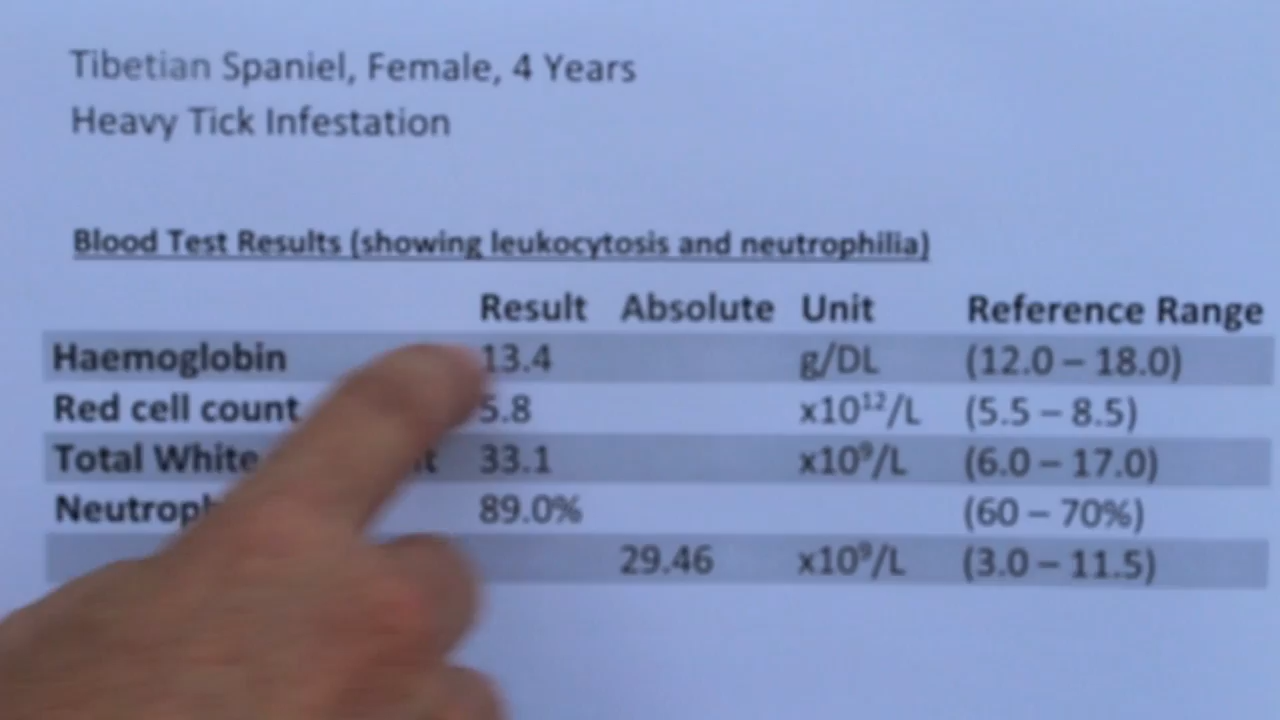 Tibetian Spaniel, Female, 4 Years
Heavy Tick Infestation
Blood Test Results (showing leukocytosis and neutrophilia)
Result Absolute Unit Reference Range
Haemoglobin 13.4 g/DL (12.0 – 18.0)
Red cell count 5.8 x10¹²/L (5.5 – 8.5)
Total White 33.1 x10⁹/L (6.0 – 17.0)
89.0% (60 – 70%)
29.46 x10⁹/L (3.0 – 11.5)